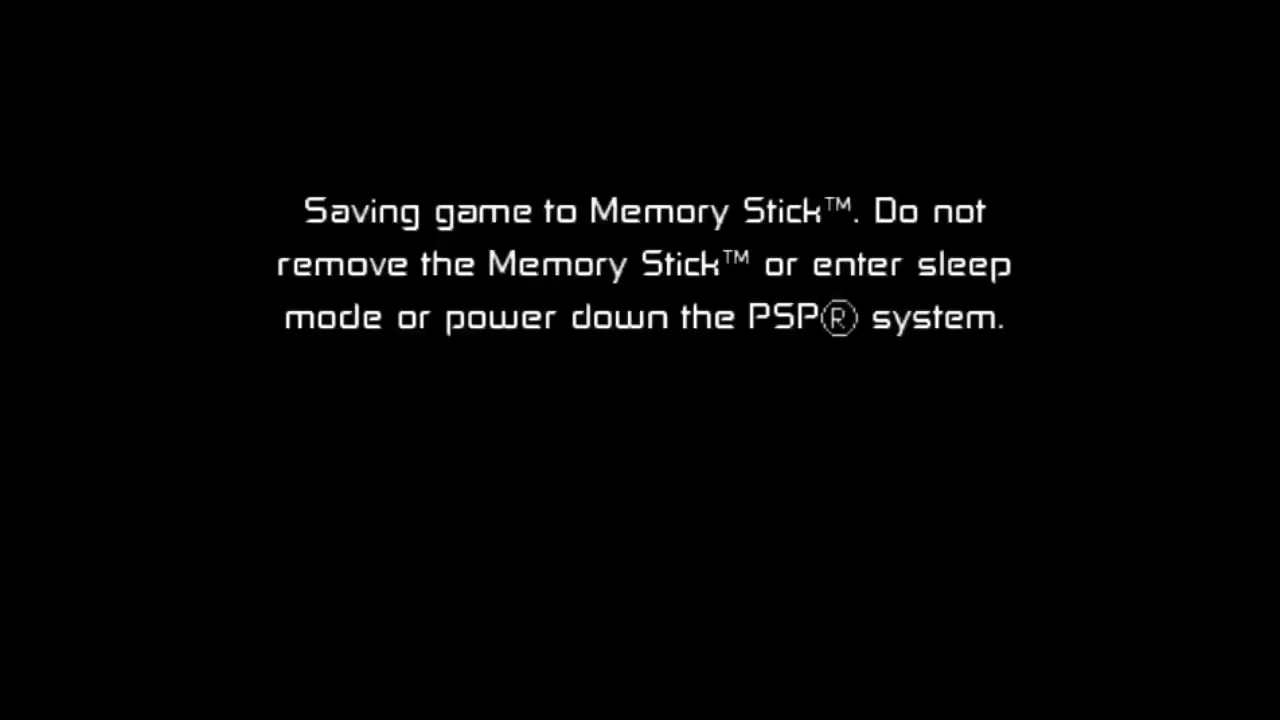 Saving game to Memory Stick™. Do not
remove the Memory Stick™ or enter sleep
mode or power down the PSP® system.